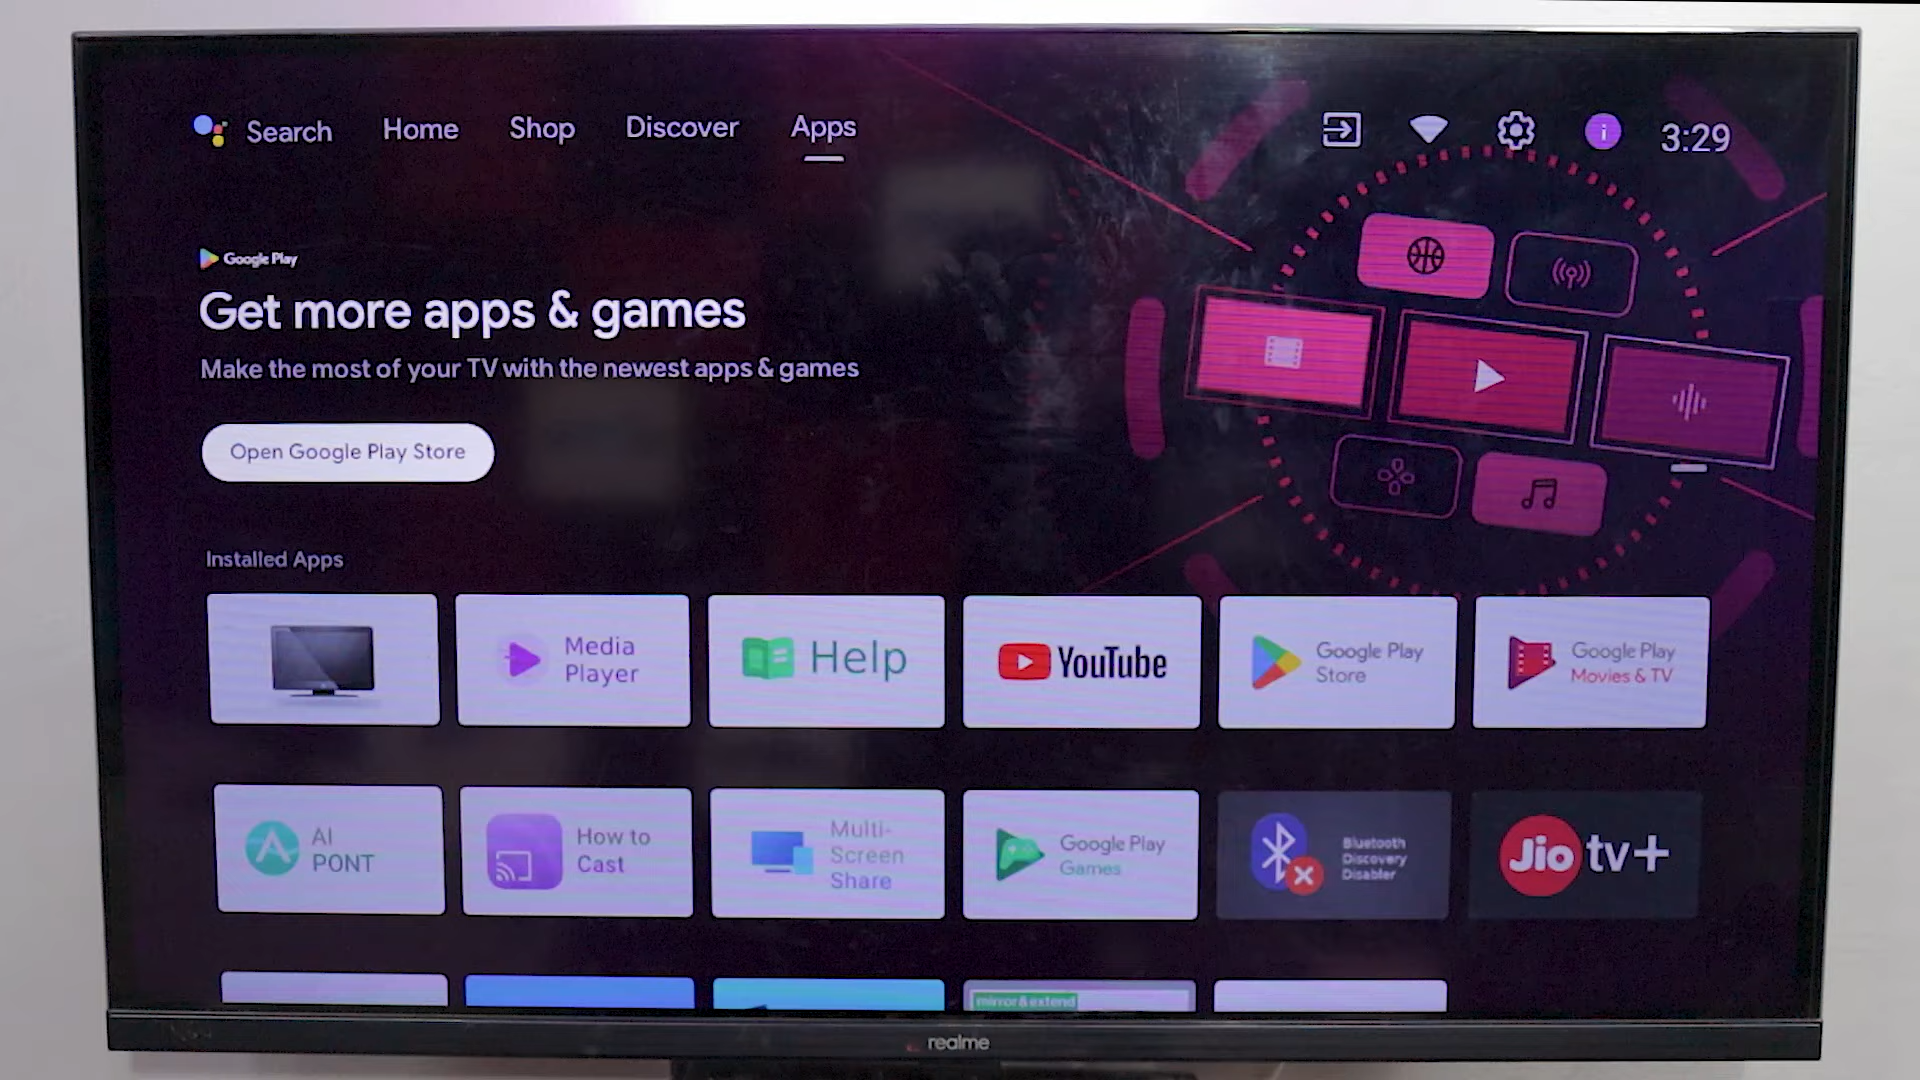 Search Home Shop Discover Apps
3:29
Google Play
Get more apps & games
Make the most of your TV with the newest apps & games
Open Google Play Store
Installed Apps
Media
Player
Help
YouTube
Google Play
Store
Google Play
Movies & TV
AI
PONT
How to
Cast
Multi-
Screen
Share
Google Play
Games
Bluetooth
Discovery
Disabler
Jio tv+
mirror & extend
realme